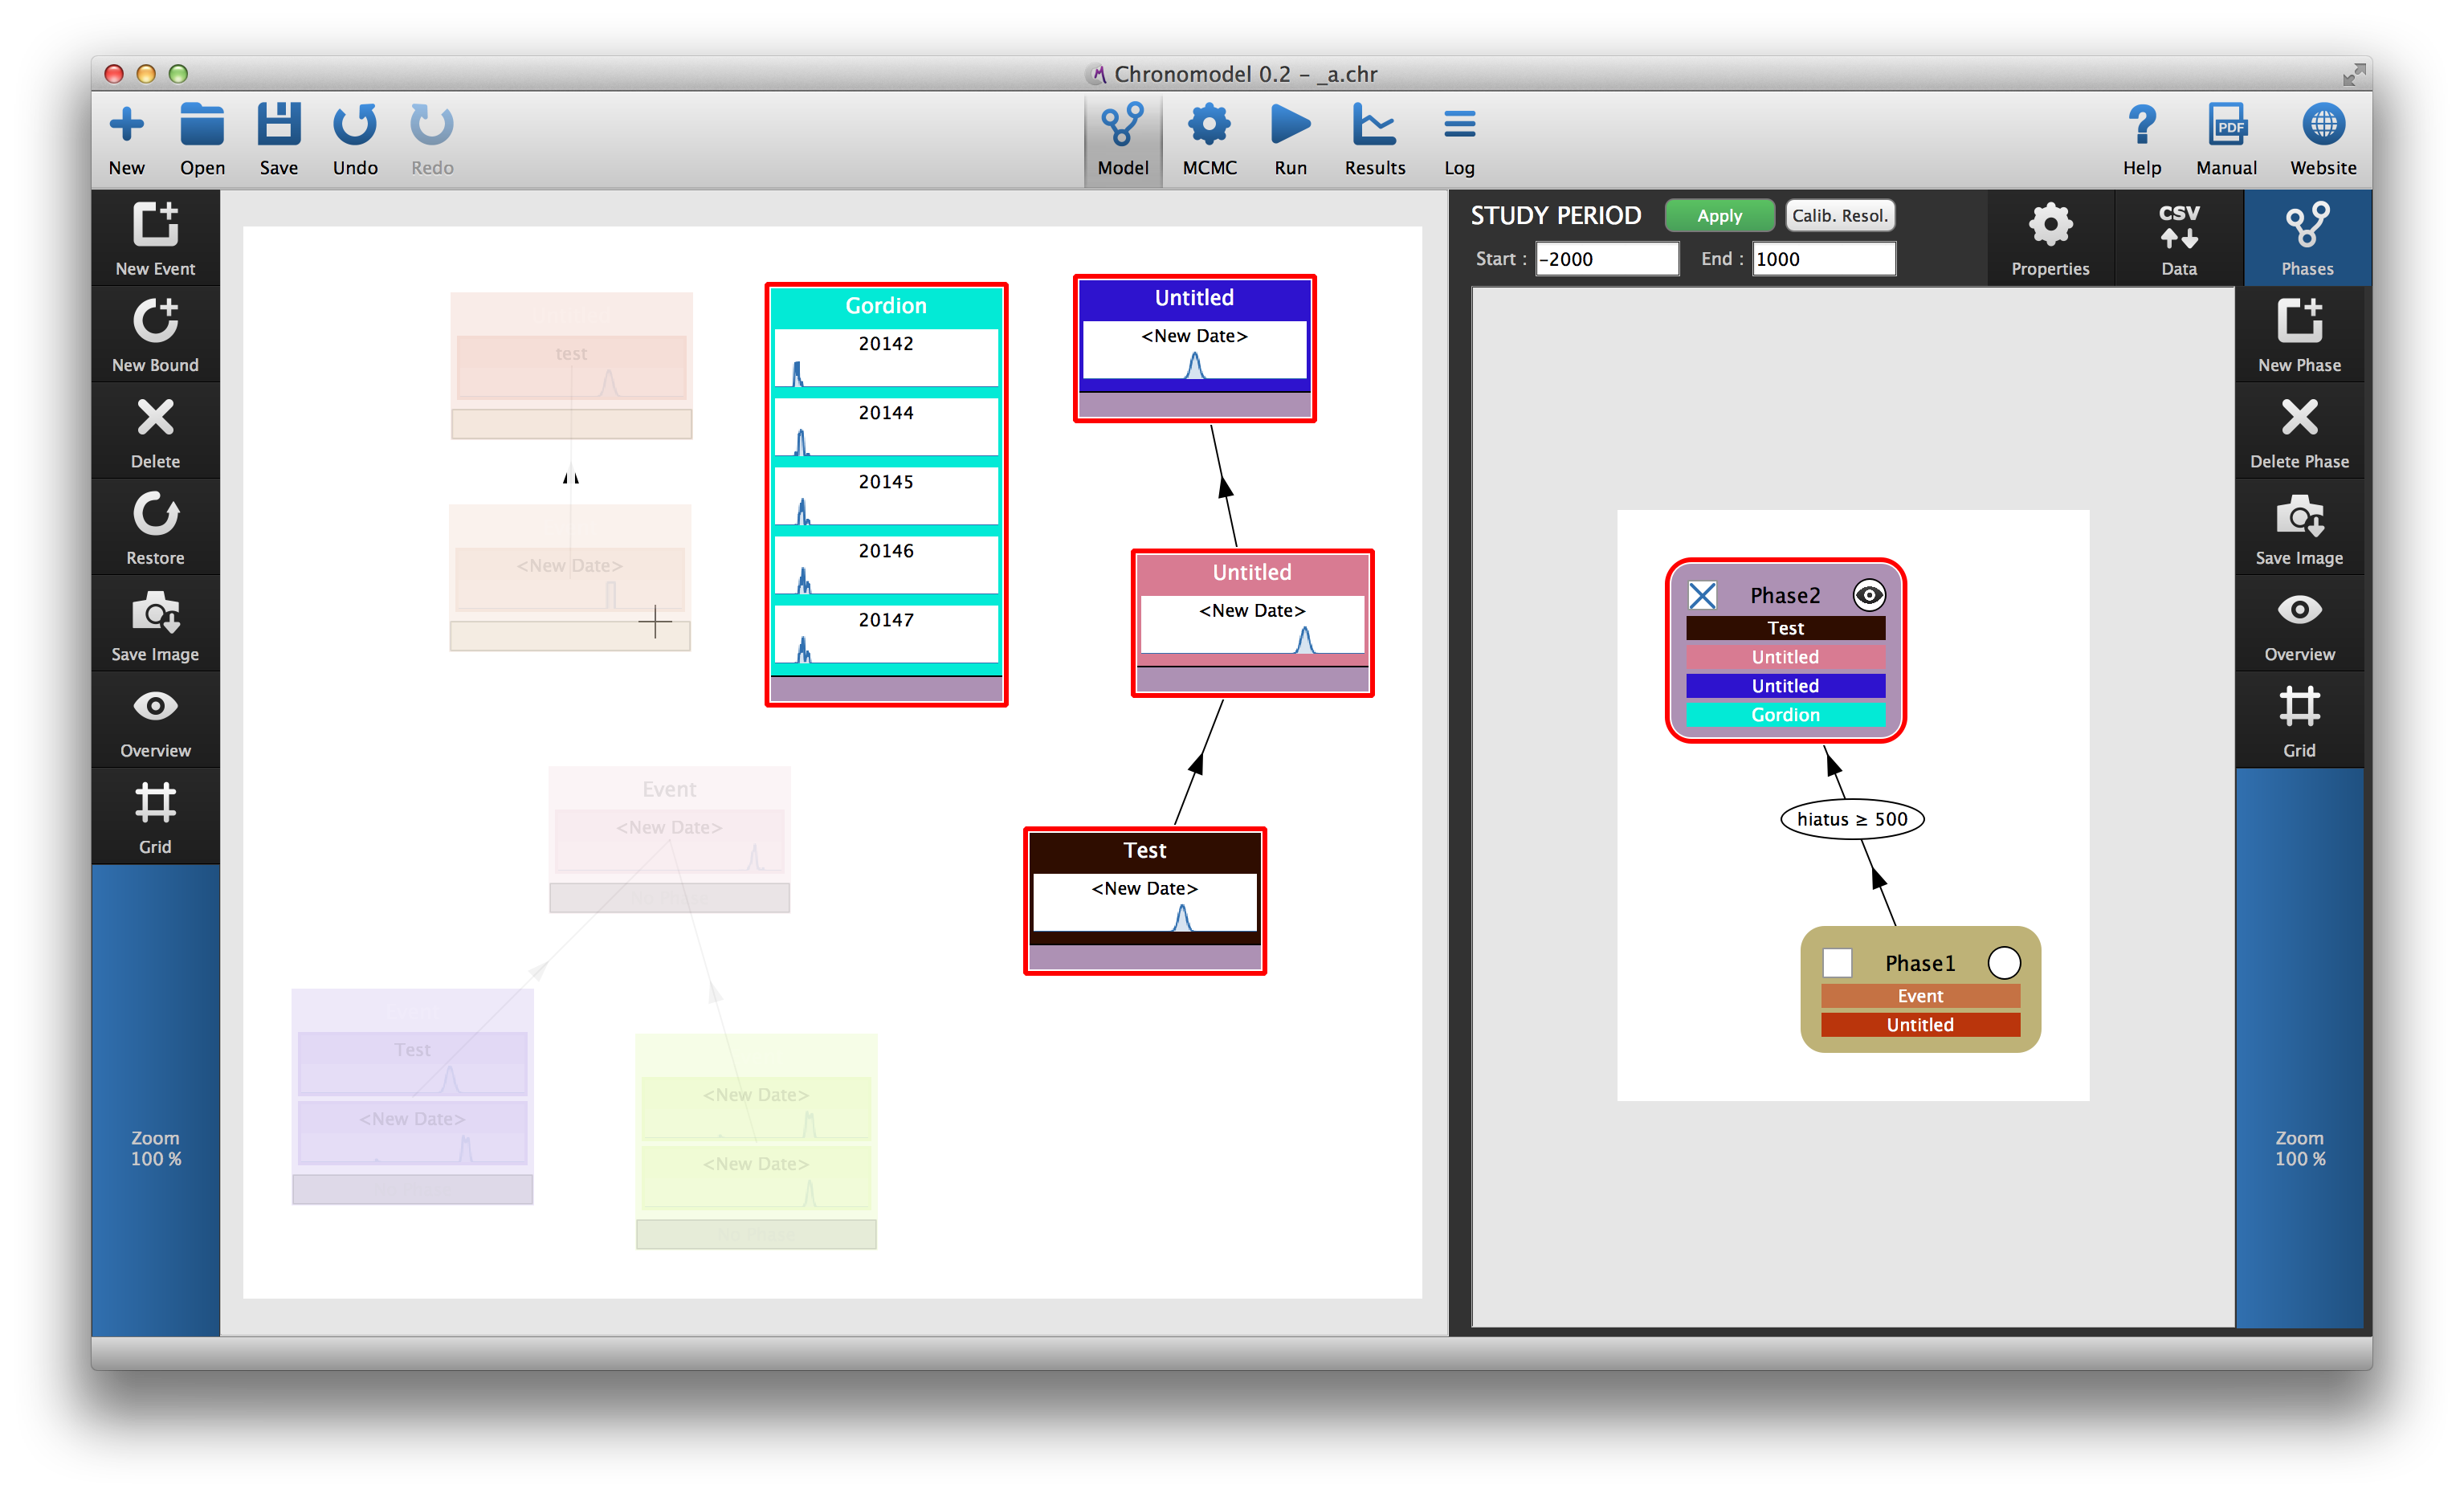 Chronomodel 0.2 – _a.chr
New
Open
Save
Undo
Redo
Model
MCMC
Run
Results
Log
Help
Manual
PDF
Website
New Event
New Bound
Delete
Restore
Save Image
Overview
Grid
Zoom
100 %
test
<New Date>
Gordion
20142
20144
20145
20146
20147
Untitled
<New Date>
Untitled
<New Date>
Test
<New Date>
Event
<New Date>
Test
<New Date>
<New Date>
<New Date>
No Phase
STUDY PERIOD
Apply
Calib. Resol.
Start : -2000
End : 1000
Properties
CSV
Data
Phases
Phase2
Test
Untitled
Untitled
Gordion
hiatus ≥ 500
Phase1
Event
Untitled
New Phase
Delete Phase
Save Image
Overview
Grid
Zoom
100 %